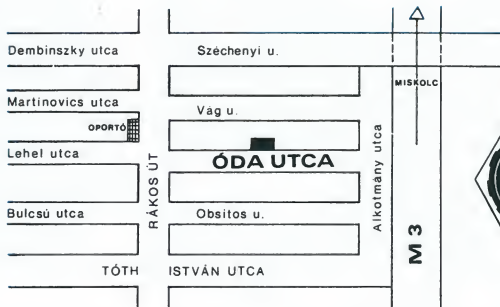 Dembinszky utca
Széchenyi u.
MISKOLC
Martinovics utca
Vág u.
OPORTÓ
Lehel utca
ÓDA UTCA
RÁKOS ÚT
Alkotmány utca
Bulcsú utca
Obsitos u.
M 3
TÓTH ISTVÁN UTCA